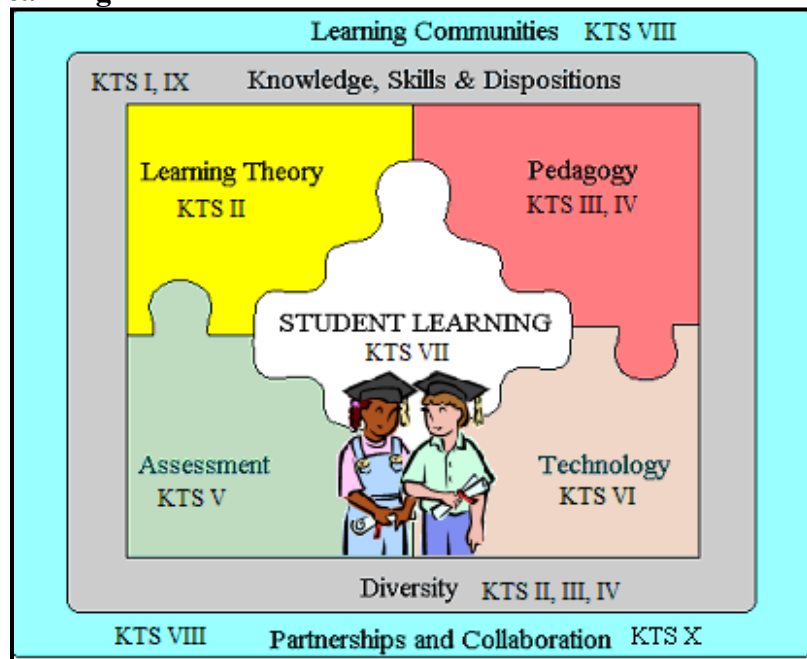 Learning Communities KTS VIII
KTS I, IX Knowledge, Skills & Dispositions
Learning Theory
KTS II
Pedagogy
KTS III, IV
STUDENT LEARNING
KTS VII
Assessment
KTS V
Technology
KTS VI
Diversity KTS II, III, IV
KTS VIII Partnerships and Collaboration KTS X